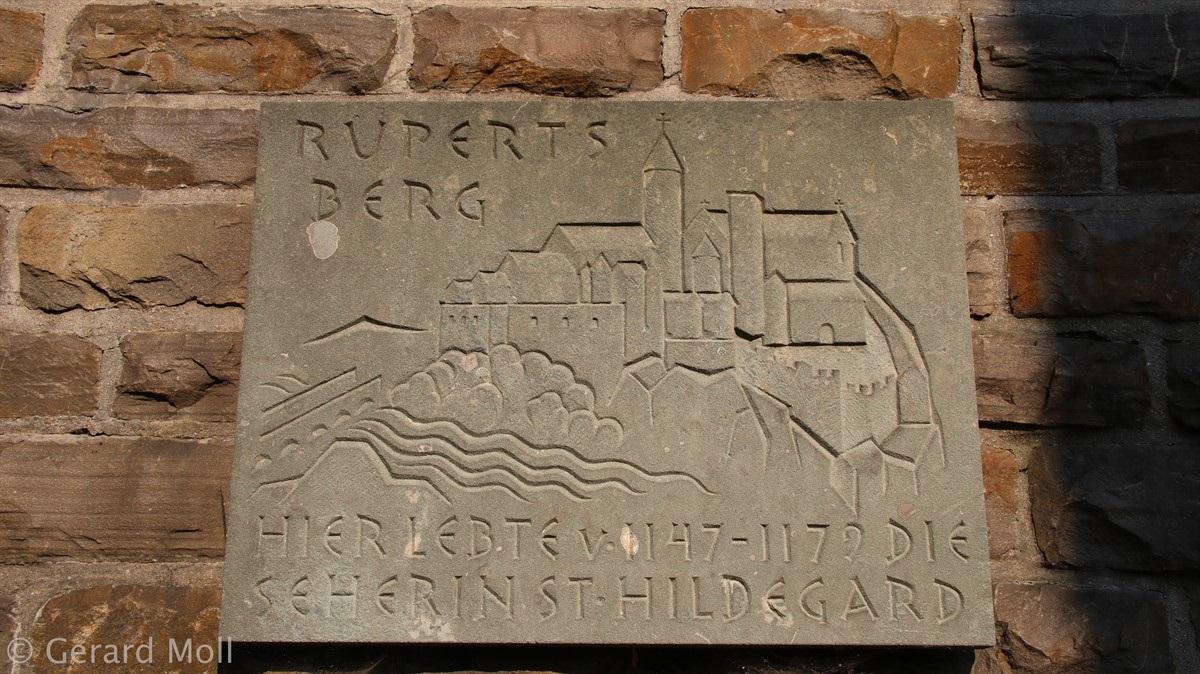 RUPERTS
BERG
HIER LEBTE v. 1147-1179 DIE
SEHERIN ST. HILDEGARD
© Gerard Moll